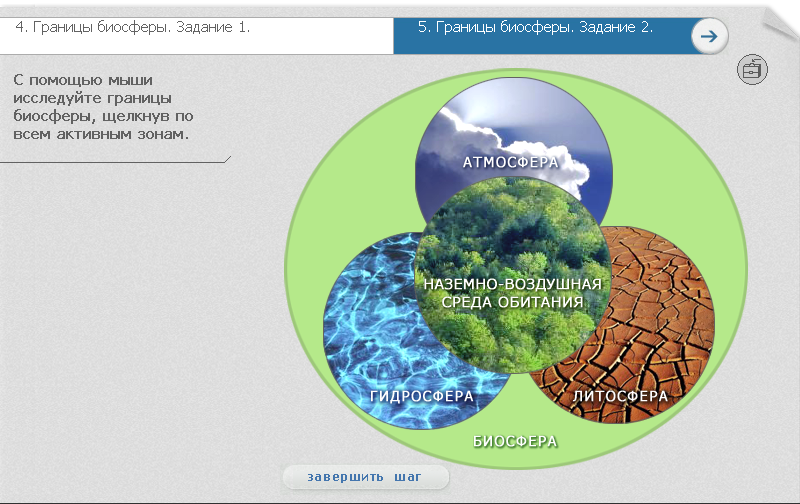 4. Границы биосферы. Задание 1.
5. Границы биосферы. Задание 2.
С помощью мыши
исследуйте границы
биосферы, щелкнув по
всем активным зонам.
АТМОСФЕРА
НАЗЕМНО-ВОЗДУШНАЯ
СРЕДА ОБИТАНИЯ
ГИДРОСФЕРА
ЛИТОСФЕРА
БИОСФЕРА
завершить шаг